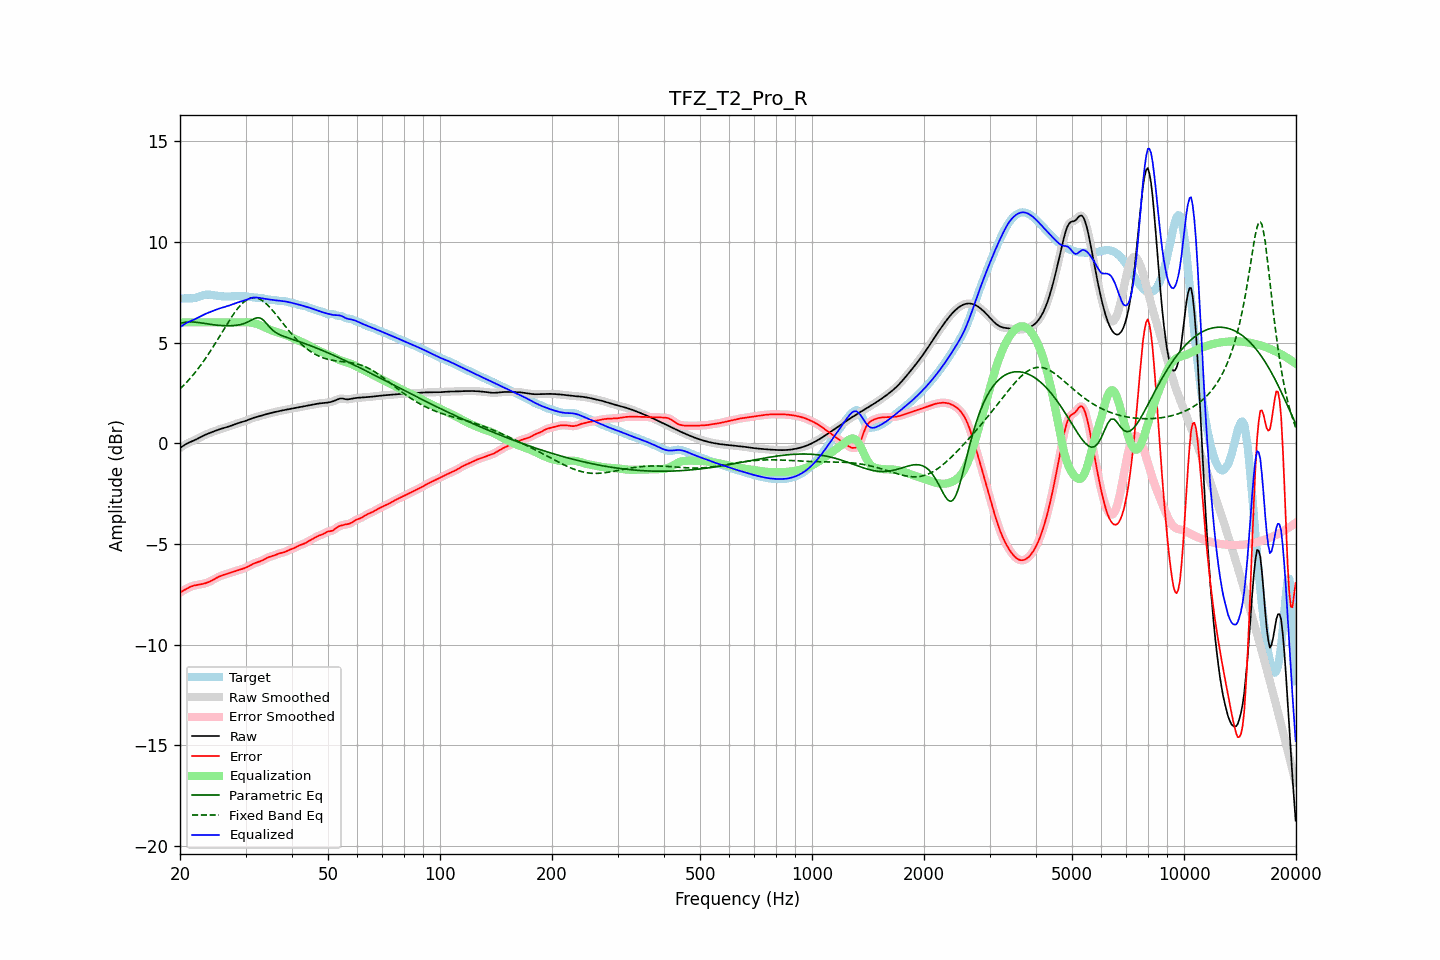 TFZ_T2_Pro_R
Amplitude (dBr)
15
10
5
0
−5
−10
−15
−20
Target
Raw Smoothed
Error Smoothed
Raw
Error
Equalization
Parametric Eq
Fixed Band Eq
Equalized
20 50 100 200 500 1000 2000 5000 10000 20000
Frequency (Hz)